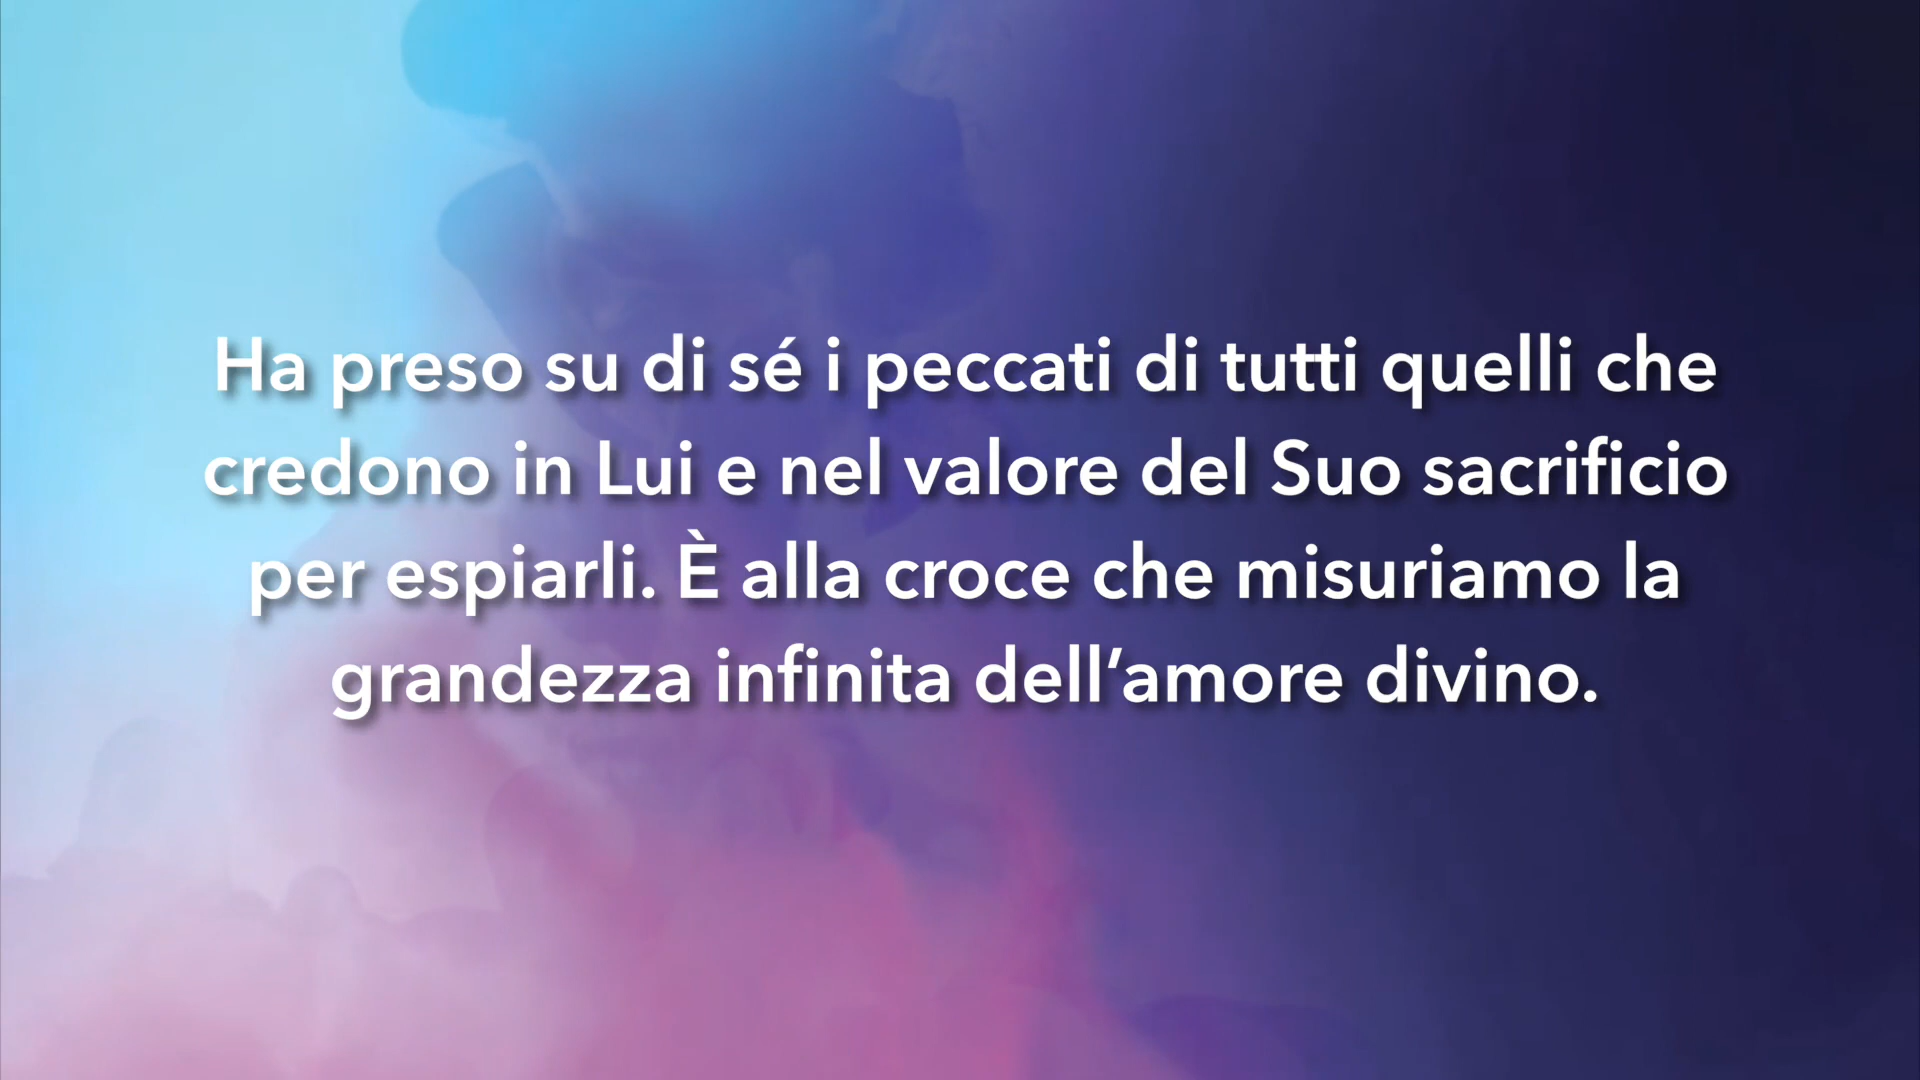 Ha preso su di sé i peccati di tutti quelli che
credono in Lui e nel valore del Suo sacrificio
per espiarli. È alla croce che misuriamo la
grandezza infinita dell’amore divino.